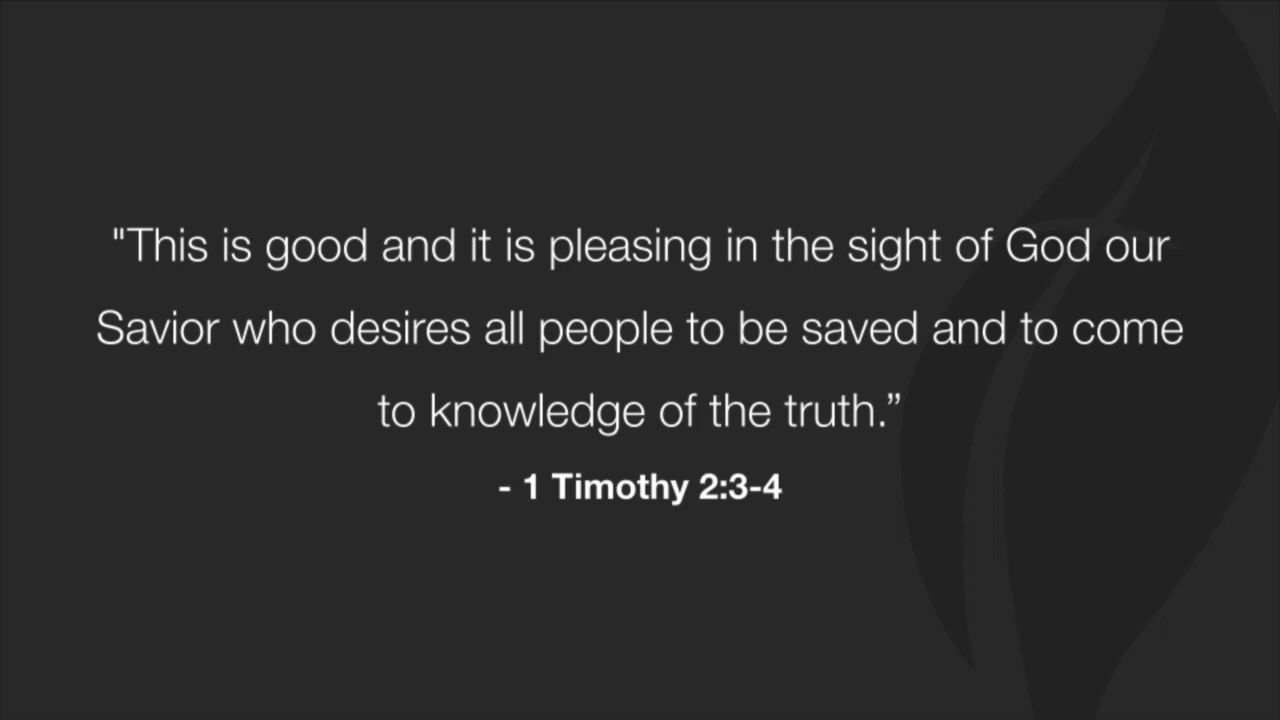 "This is good and it is pleasing in the sight of God our
Savior who desires all people to be saved and to come
to knowledge of the truth.”
- 1 Timothy 2:3-4